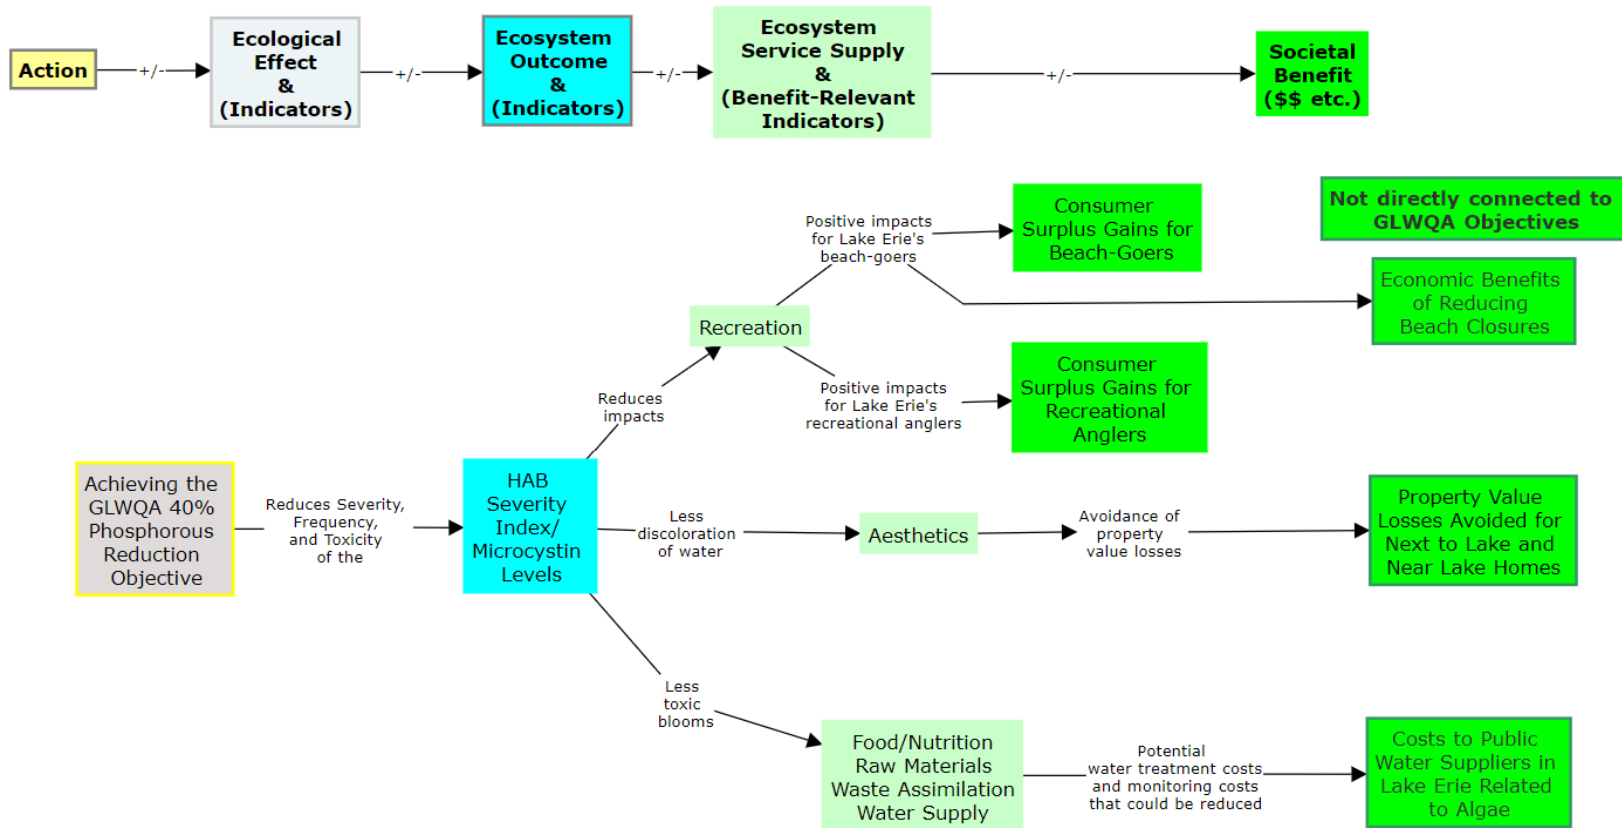 Action
+/-
Ecological
Effect
&
(Indicators)
+/-
Ecosystem
Outcome
&
(Indicators)
+/-
Ecosystem
Service Supply
&
(Benefit-Relevant
Indicators)
+/-
Societal
Benefit
($$ etc.)
Not directly connected to
GLWQA Objectives
Positive impacts
for Lake Erie's
beach-goers
Consumer
Surplus Gains for
Beach-Goers
Economic Benefits
of Reducing
Beach Closures
Recreation
Positive impacts
for Lake Erie's
recreational anglers
Consumer
Surplus Gains for
Recreational
Anglers
Reduces
impacts
Achieving the
GLWQA 40%
Phosphorous
Reduction
Objective
Reduces Severity,
Frequency,
and Toxicity
of the
HAB
Severity
Index/
Microcystin
Levels
Less
discoloration
of water
Aesthetics
Avoidance of
property
value losses
Property Value
Losses Avoided for
Next to Lake and
Near Lake Homes
Less
toxic
blooms
Food/Nutrition
Raw Materials
Waste Assimilation
Water Supply
Potential
water treatment costs
and monitoring costs
that could be reduced
Costs to Public
Water Suppliers in
Lake Erie Related
to Algae